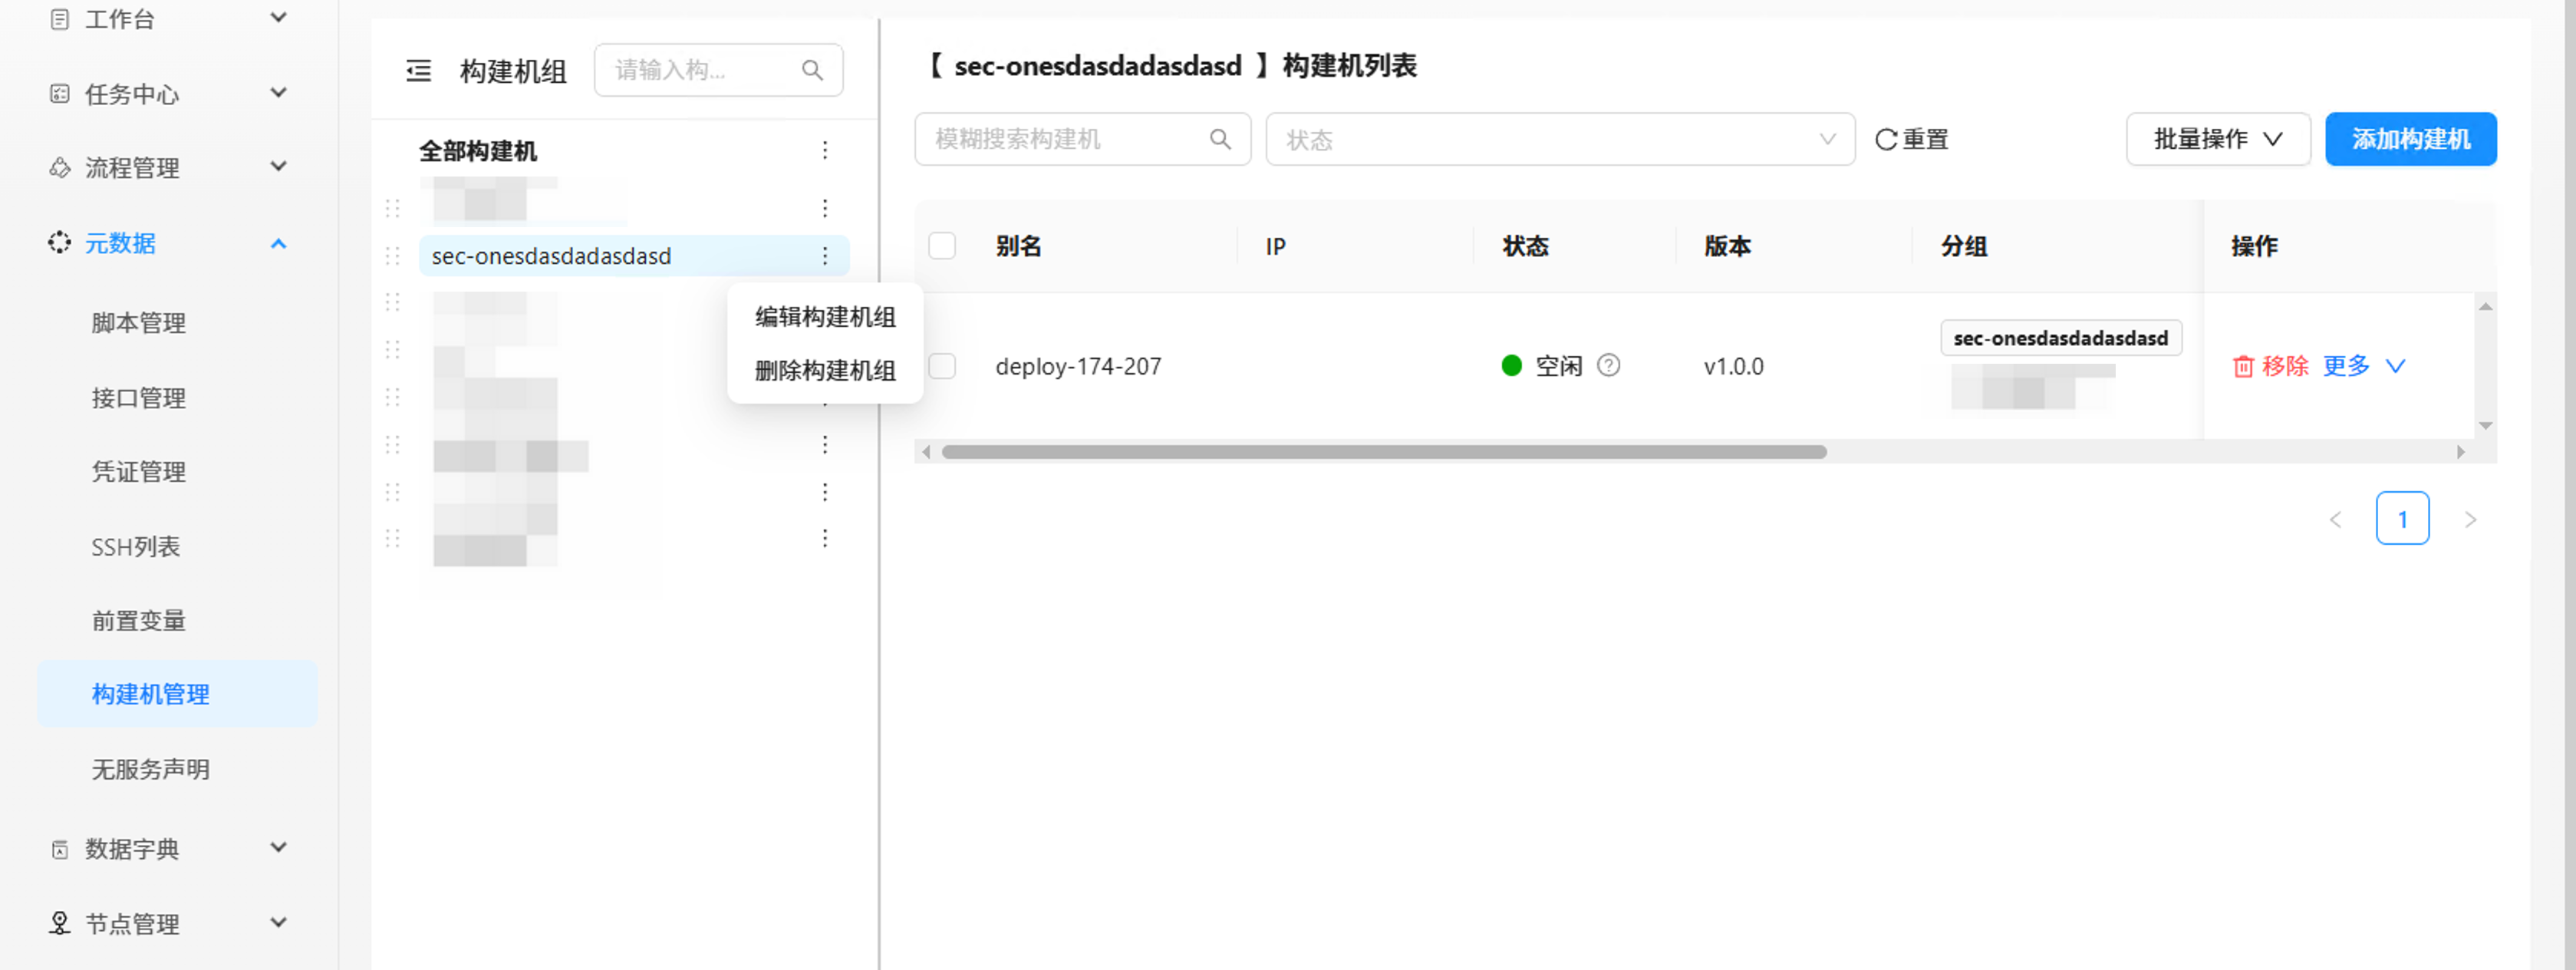 工作台
任务中心
流程管理
元数据
脚本管理
接口管理
凭证管理
SSH列表
前置变量
构建机管理
无服务声明
数据字典
节点管理
构建机组
请输入构...
全部构建机
sec-onesdasdadasdasd
编辑构建机组
删除构建机组
【 sec-onesdasdadasdasd 】构建机列表
模糊搜索构建机
状态
重置
批量操作
添加构建机
别名 IP 状态 版本 分组 操作
deploy-174-207 空闲 v1.0.0 sec-onesdasdadasdasd 移除 更多
1